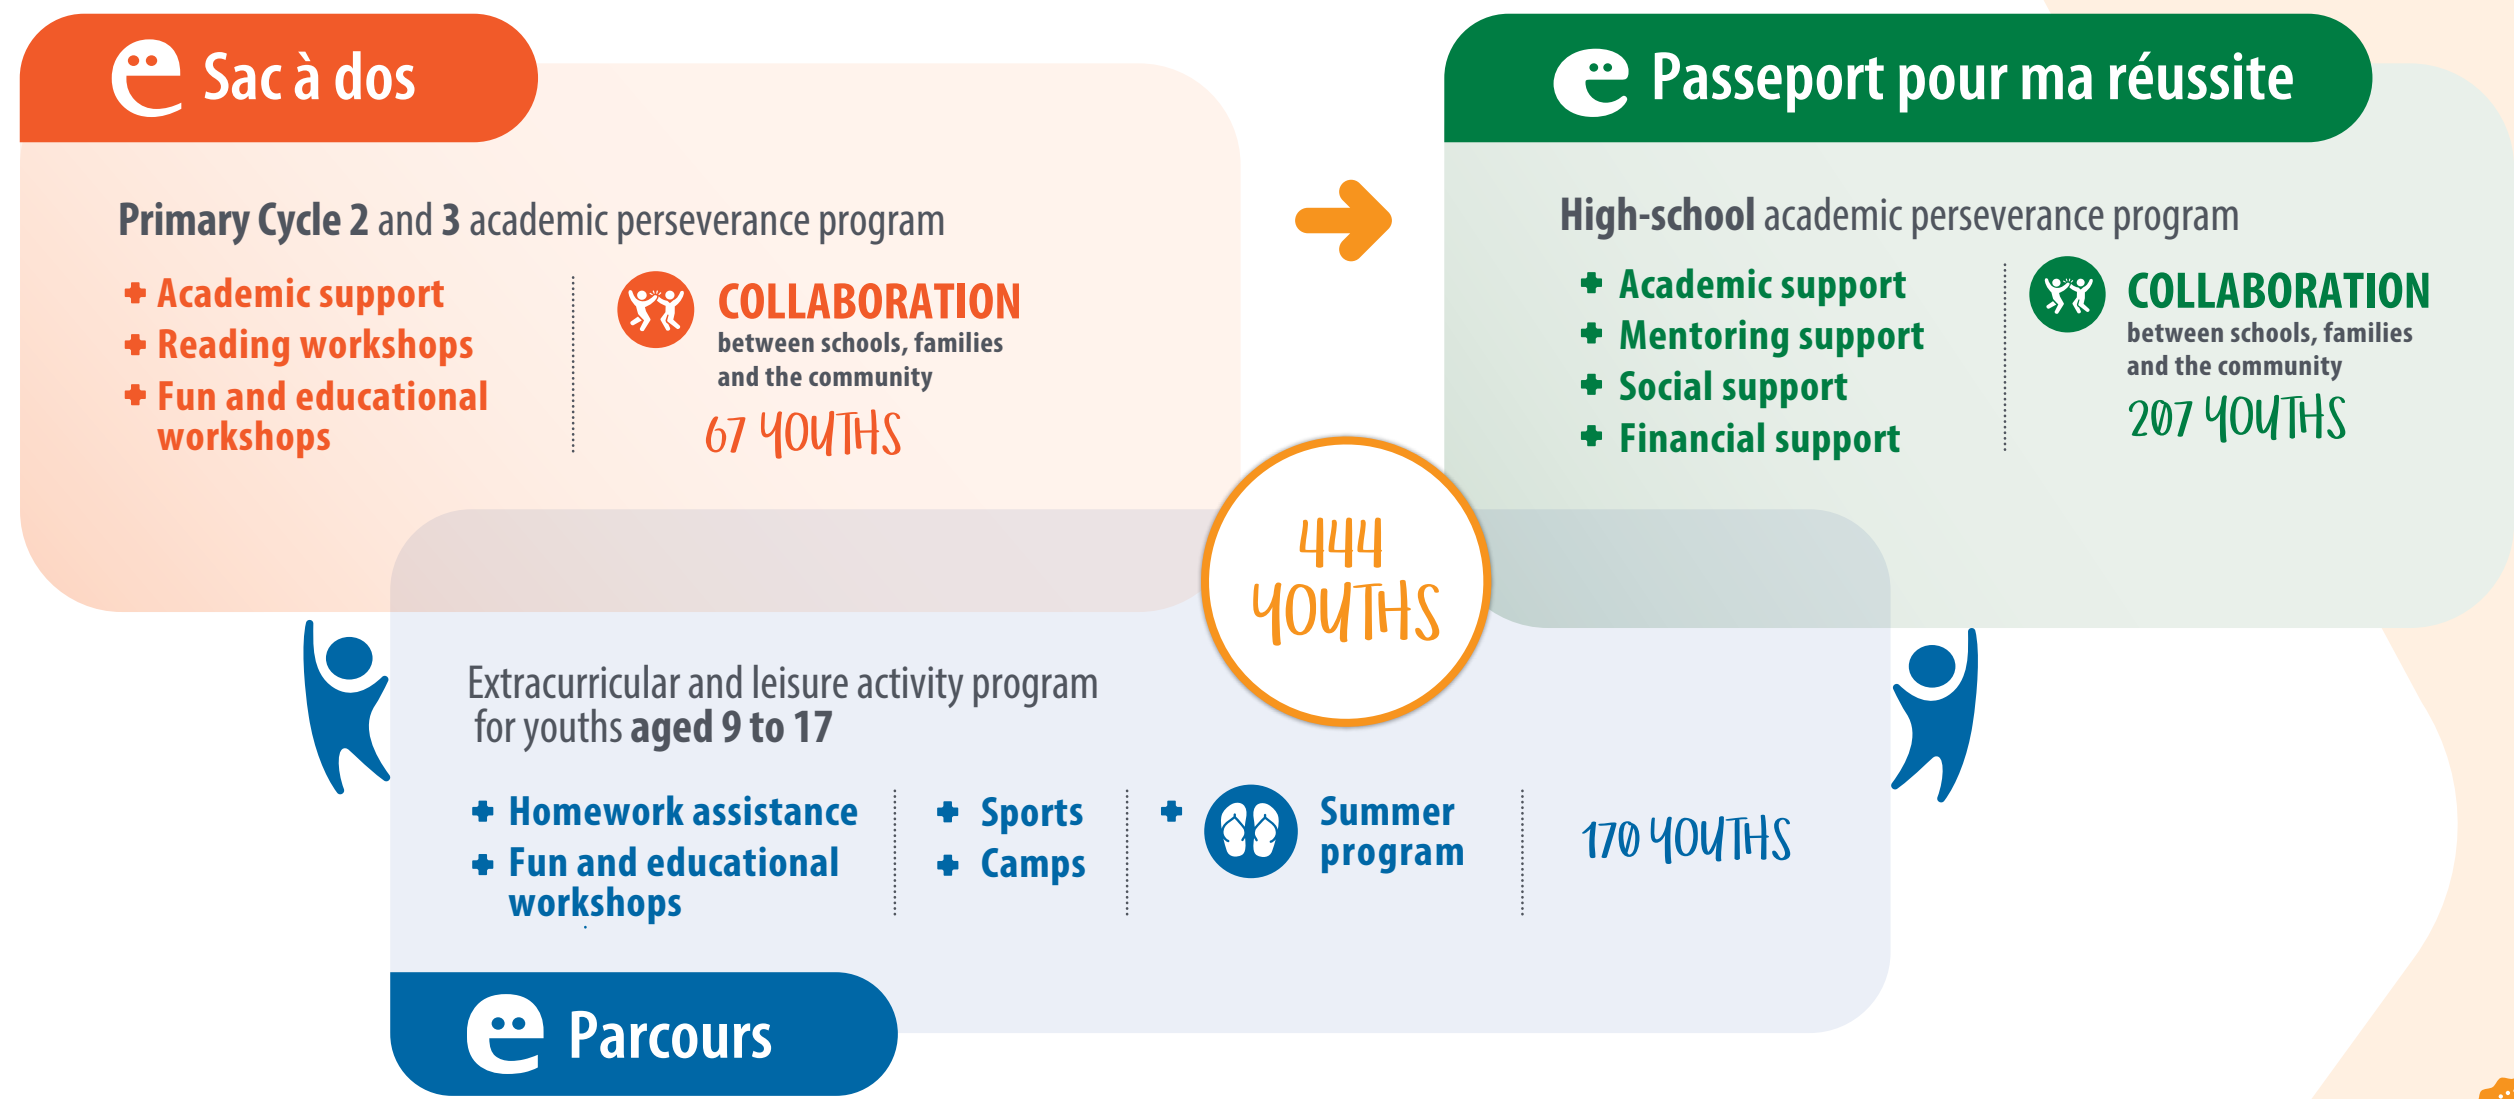 Sac à dos
Primary Cycle 2 and 3 academic perseverance program
Academic support
Reading workshops
Fun and educational
workshops
COLLABORATION
between schools, families
and the community
67 YOUTHS
Passeport pour ma réussite
High-school academic perseverance program
Academic support
Mentoring support
Social support
Financial support
COLLABORATION
between schools, families
and the community
207 YOUTHS
444
YOUTHS
Extracurricular and leisure activity program
for youths aged 9 to 17
Homework assistance
Fun and educational
workshops
Sports
Camps
Summer
program
170 YOUTHS
Parcours